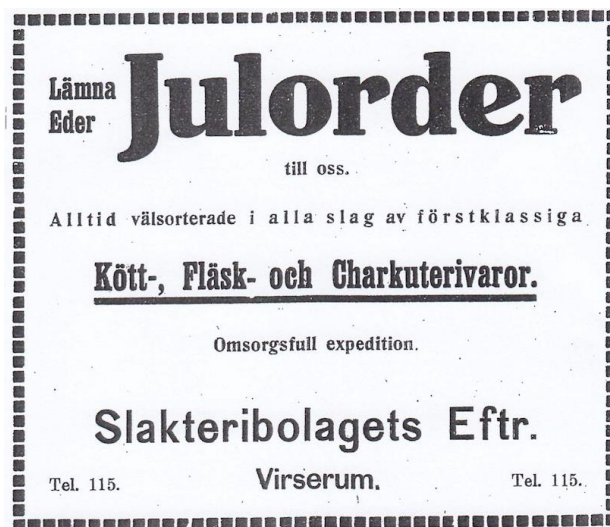 Lämna Eder Julorder
till oss.
Alltid välsorterade i alla slag av förstklassiga
Kött-, Fläsk- och Charkuterivaror.
Omsorgsfull expedition.
Slakteribolagets Eftr.
Tel. 115. Virserum. Tel. 115.